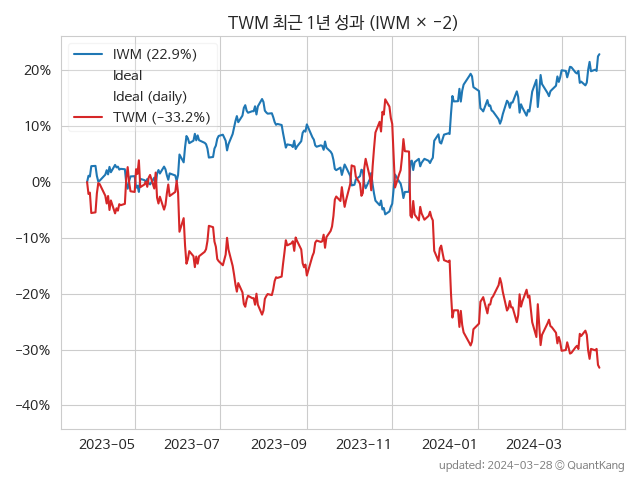 TWM 최근 1년 성과 (IWM × −2)
IWM (22.9%)
Ideal
Ideal (daily)
TWM (−33.2%)
20%
10%
0%
−10%
−20%
−30%
−40%
2023−05 2023−07 2023−09 2023−11 2024−01 2024−03
updated: 2024−03−28 © QuantKang